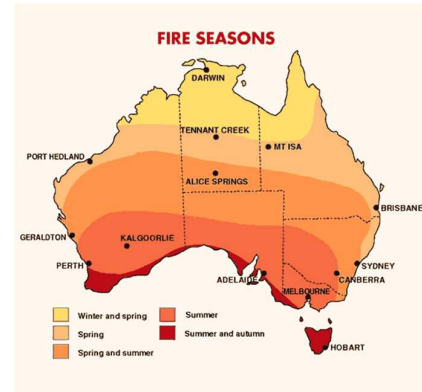 FIRE SEASONS
DARWIN
TENNANT CREEK
MT ISA
PORT HEDLAND
ALICE SPRINGS
BRISBANE
GERALDTON
KALGOORLIE
PERTH
SYDNEY
ADELAIDE
CANBERRA
MELBOURNE
Winter and spring
Summer
Spring
Summer and autumn
Spring and summer
HOBART